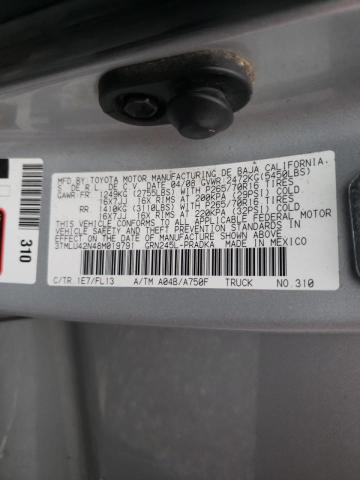 MFD. BY: TOYOTA MOTOR MANUFACTURING DE BAJA CALIFORNIA.
S. DE R.L. DE C.V. DATE 04/08 GVWR 2472KG(5450LBS)
GAWR FR 1249KG (2755LBS) WITH P265/70R16 TIRES
16X7JJ 16X RIMS AT 200KPA (29PSI) COLD.
RR 1410KG (3110LBS) WITH P265/70R16 TIRES
16X7JJ 16X RIMS AT 220KPA (32PSI) COLD.
THIS VEHICLE CONFORMS TO ALL APPLICABLE FEDERAL MOTOR
VEHICLE SAFETY AND BUMPER STANDARDS IN EFFECT ON THE
DATE OF MANUFACTURE SHOWN ABOVE.
3TMLU42N48M019791 GRN245L-PRADKA MADE IN MEXICO
C/TR 1E7/FL13 A/TM A04B/A750F TRUCK NO.310
310